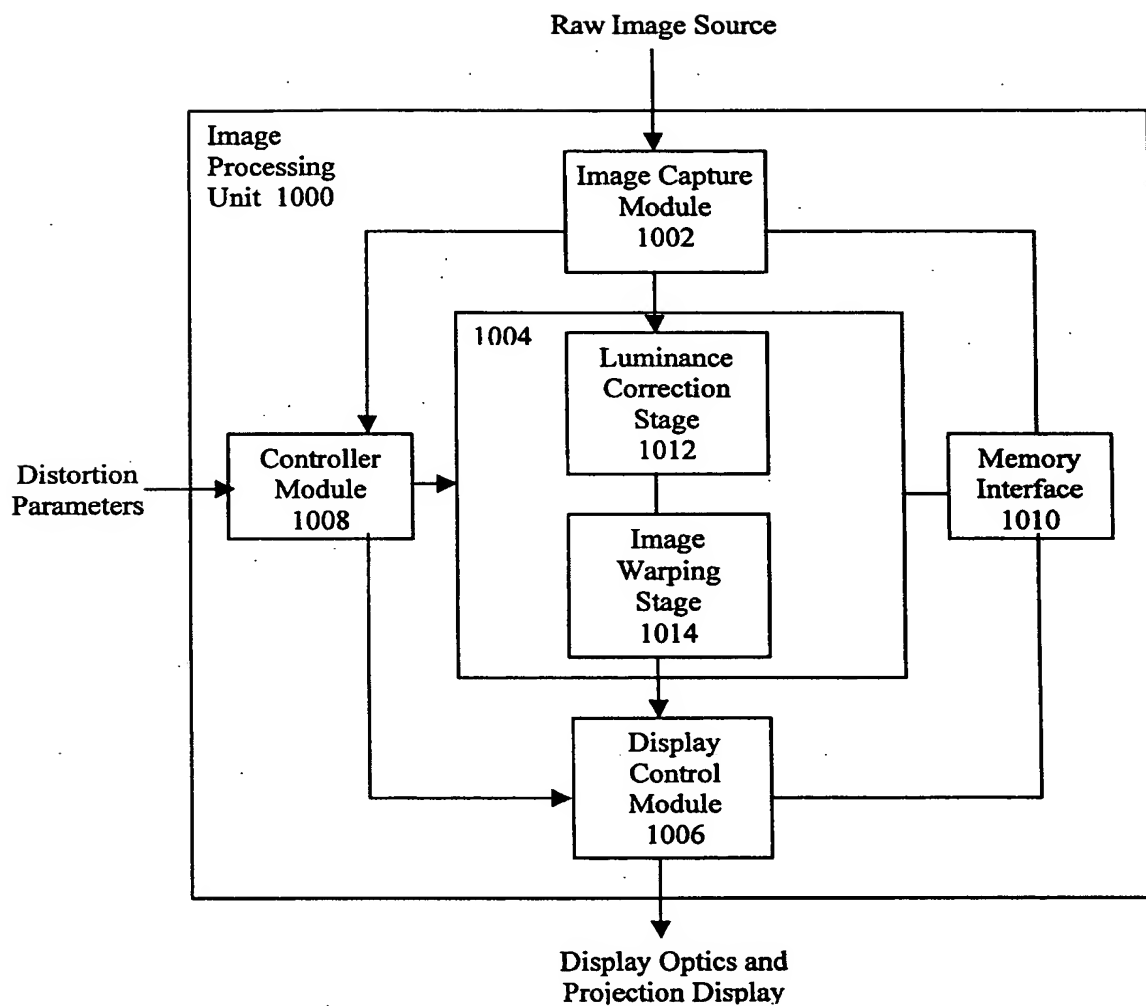 Raw Image Source
Image
Processing
Unit 1000
Image Capture
Module
1002
1004
Luminance
Correction
Stage
1012
Controller
Module
1008
Distortion
Parameters
Memory
Interface
1010
Image
Warping
Stage
1014
Display
Control
Module
1006
Display Optics and
Projection Display